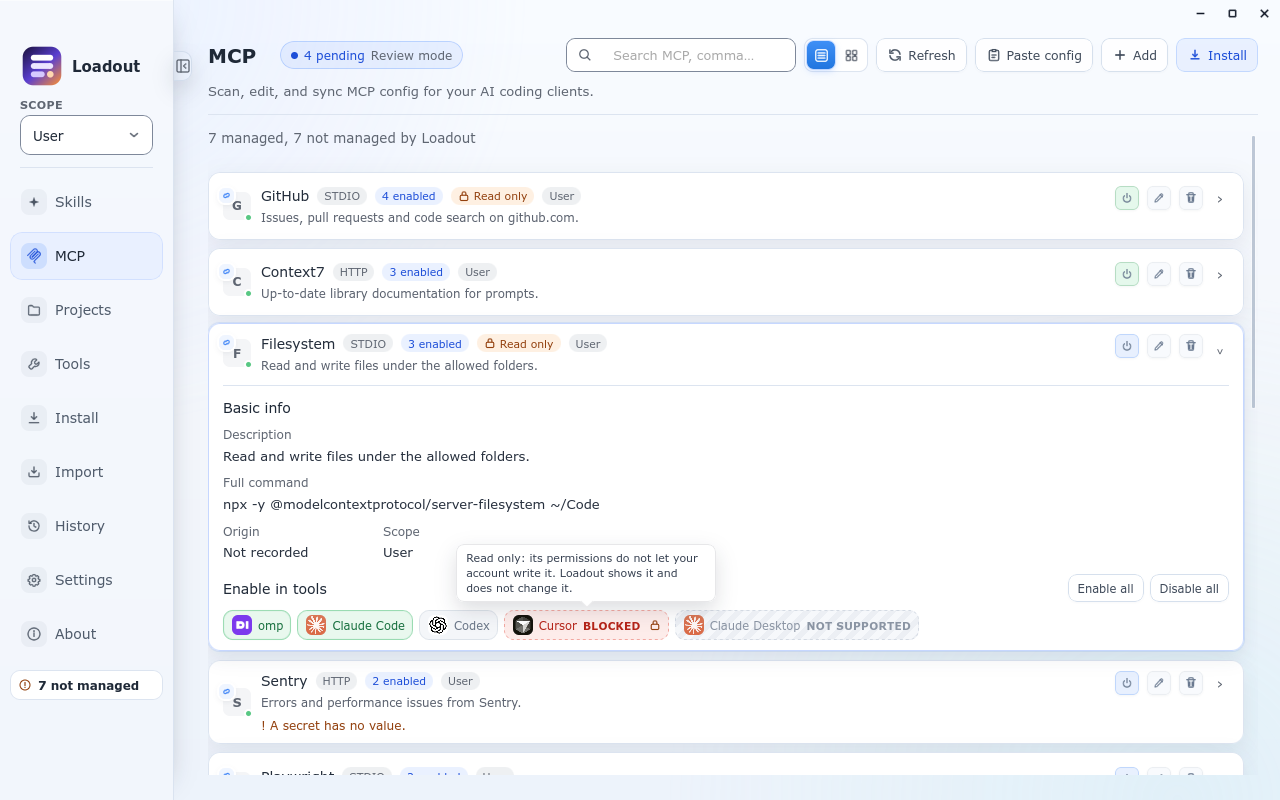 Loadout
SCOPE
User
Skills
MCP
Projects
Tools
Install
Import
History
Settings
About
7 not managed
MCP
4 pending Review mode
Search MCP, comma...
Refresh
Paste config
Add
Install
Scan, edit, and sync MCP config for your AI coding clients.
7 managed, 7 not managed by Loadout
G
GitHub STDIO 4 enabled Read only User
Issues, pull requests and code search on github.com.
C
Context7 HTTP 3 enabled User
Up-to-date library documentation for prompts.
F
Filesystem STDIO 3 enabled Read only User
Read and write files under the allowed folders.
Basic info
Description
Read and write files under the allowed folders.
Full command
npx -y @modelcontextprotocol/server-filesystem ~/Code
Origin Scope
Not recorded User
Read only: its permissions do not let your
account write it. Loadout shows it and
does not change it.
Enable in tools
Enable all Disable all
omp Claude Code Codex Cursor BLOCKED Claude Desktop NOT SUPPORTED
S
Sentry HTTP 2 enabled User
Errors and performance issues from Sentry.
! A secret has no value.
Playwright STDIO